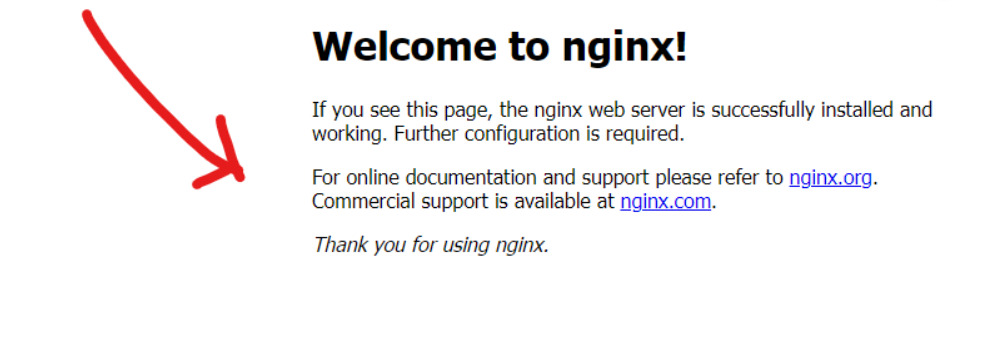 Welcome to nginx!
If you see this page, the nginx web server is successfully installed and
working. Further configuration is required.
For online documentation and support please refer to nginx.org.
Commercial support is available at nginx.com.
Thank you for using nginx.